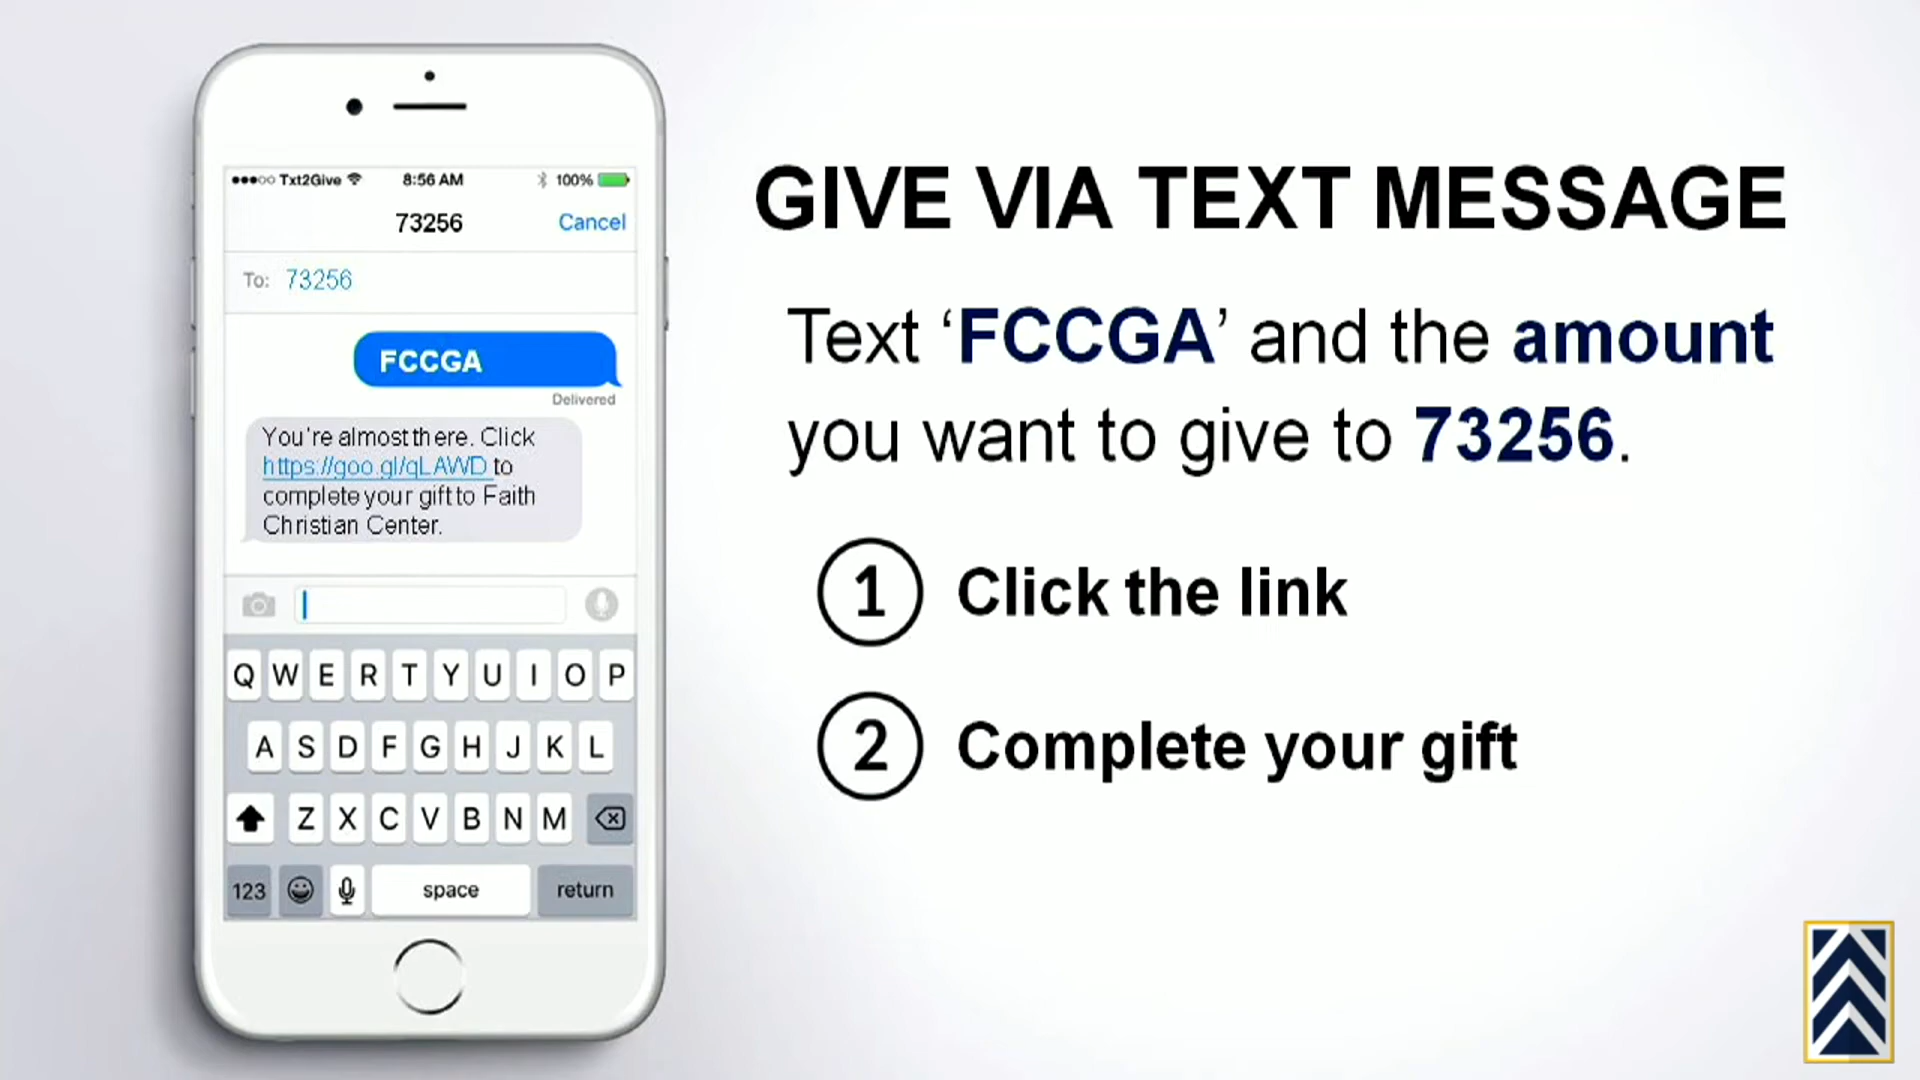 Txt2Give 8:56 AM 100%
73256 Cancel
To: 73256
FCCGA
Delivered
You're almost there. Click
https://goo.gl/qLAWD to
complete your gift to Faith
Christian Center.
Q W E R T Y U I O P
A S D F G H J K L
Z X C V B N M
123 space return
GIVE VIA TEXT MESSAGE
Text ‘FCCGA’ and the amount
you want to give to 73256.
1 Click the link
2 Complete your gift